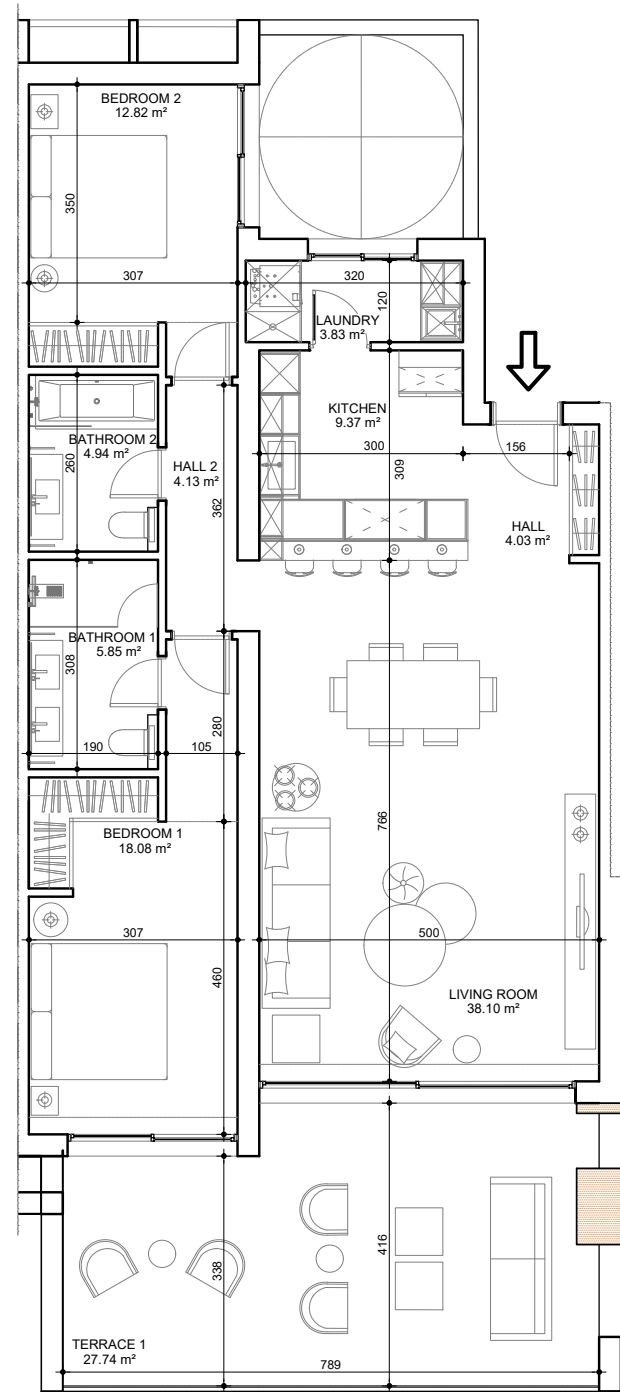 BEDROOM 2
12.82 m²
350
307
320
120
LAUNDRY
3.83 m²
KITCHEN
9.37 m²
300
156
309
BATHROOM 2
4.94 m²
260
HALL 2
4.13 m²
362
HALL
4.03 m²
BATHROOM 1
5.85 m²
308
280
190
105
766
BEDROOM 1
18.08 m²
307
500
460
LIVING ROOM
38.10 m²
416
338
TERRACE 1
27.74 m²
789